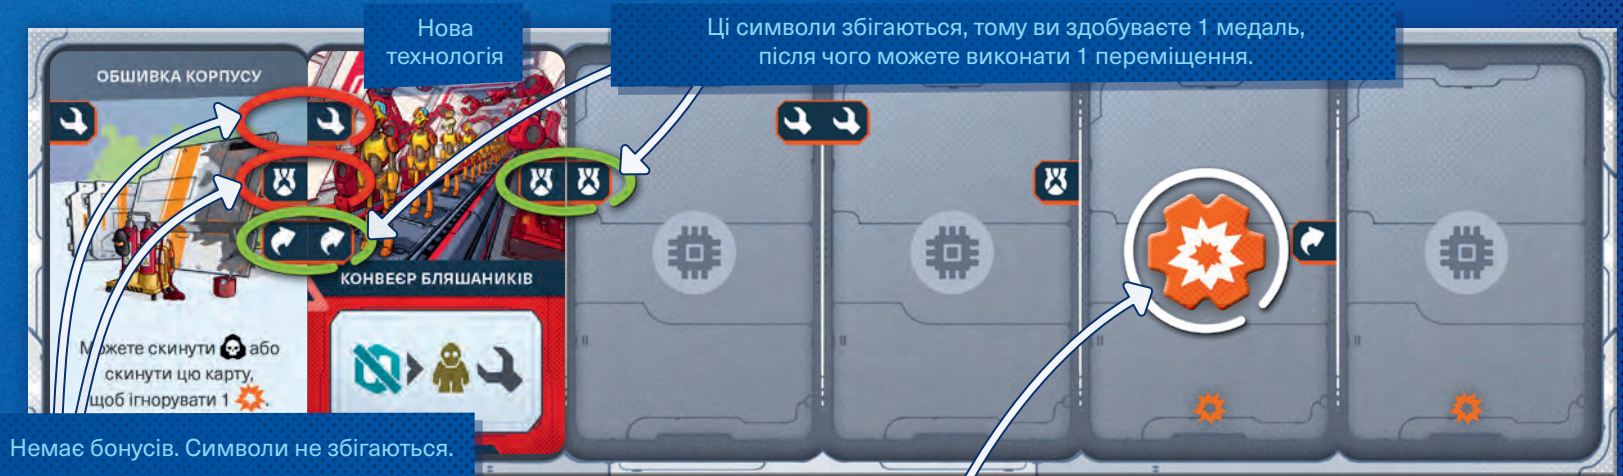 Нова
технологія
Ці символи збігаються, тому ви здобуваєте 1 медаль,
після чого можете виконати 1 переміщення.
ОБШИВКА КОРПУСУ
КОНВЕЄР БЛЯШАНИКІВ
Можете скинути або
скинути цю карту,
щоб ігнорувати 1 .
Немає бонусів. Символи не збігаються.